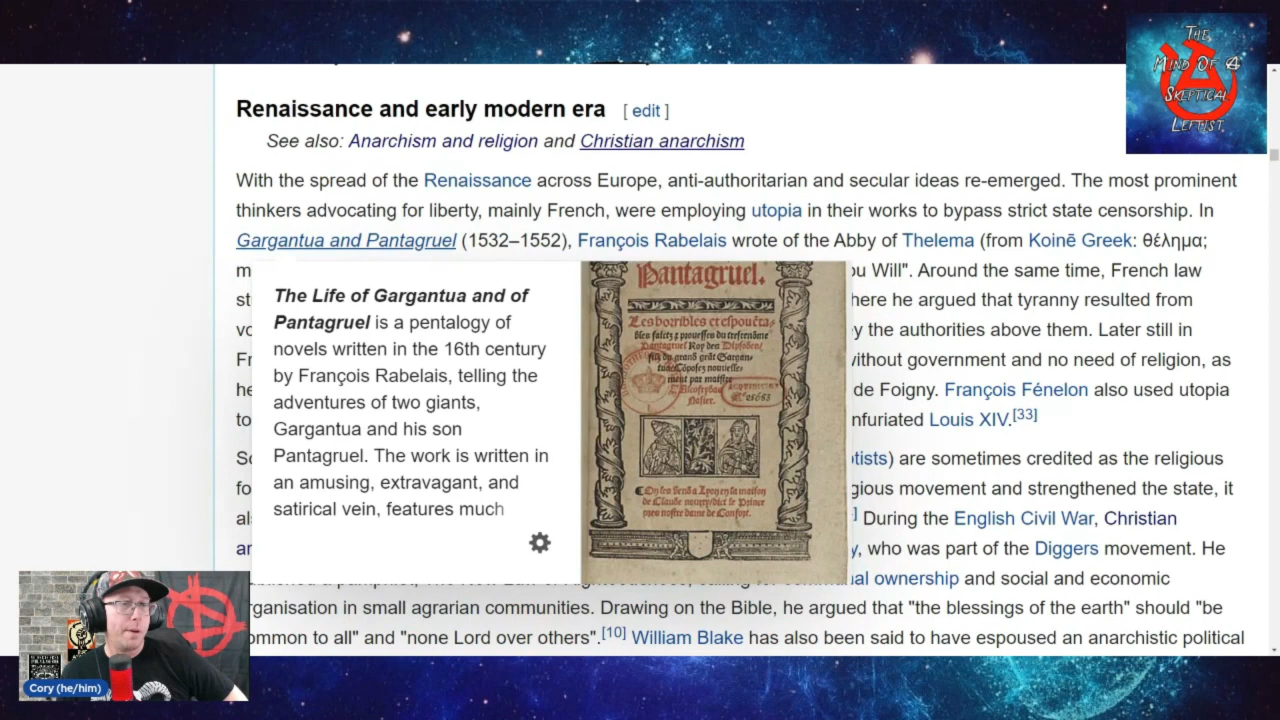 THE
MIND OF A
SKEPTICAL
LEFTIST
Renaissance and early modern era [ edit ]
See also: Anarchism and religion and Christian anarchism
With the spread of the Renaissance across Europe, anti-authoritarian and secular ideas re-emerged. The most prominent
thinkers advocating for liberty, mainly French, were employing utopia in their works to bypass strict state censorship. In
Gargantua and Pantagruel (1532–1552), François Rabelais wrote of the Abby of Thelema (from Koinē Greek: θέλημα;
ou Will". Around the same time, French law
here he argued that tyranny resulted from
y the authorities above them. Later still in
ithout government and no need of religion, as
de Foigny. François Fénelon also used utopia
nfuriated Louis XIV.[33]
tists) are sometimes credited as the religious
gious movement and strengthened the state, it
] During the English Civil War, Christian
y, who was part of the Diggers movement. He
al ownership and social and economic
rganisation in small agrarian communities. Drawing on the Bible, he argued that "the blessings of the earth" should "be
ommon to all" and "none Lord over others".[10] William Blake has also been said to have espoused an anarchistic political
The Life of Gargantua and of
Pantagruel is a pentalogy of
novels written in the 16th century
by François Rabelais, telling the
adventures of two giants,
Gargantua and his son
Pantagruel. The work is written in
an amusing, extravagant, and
satirical vein, features much
Pantagruel.
Cory (he/him)